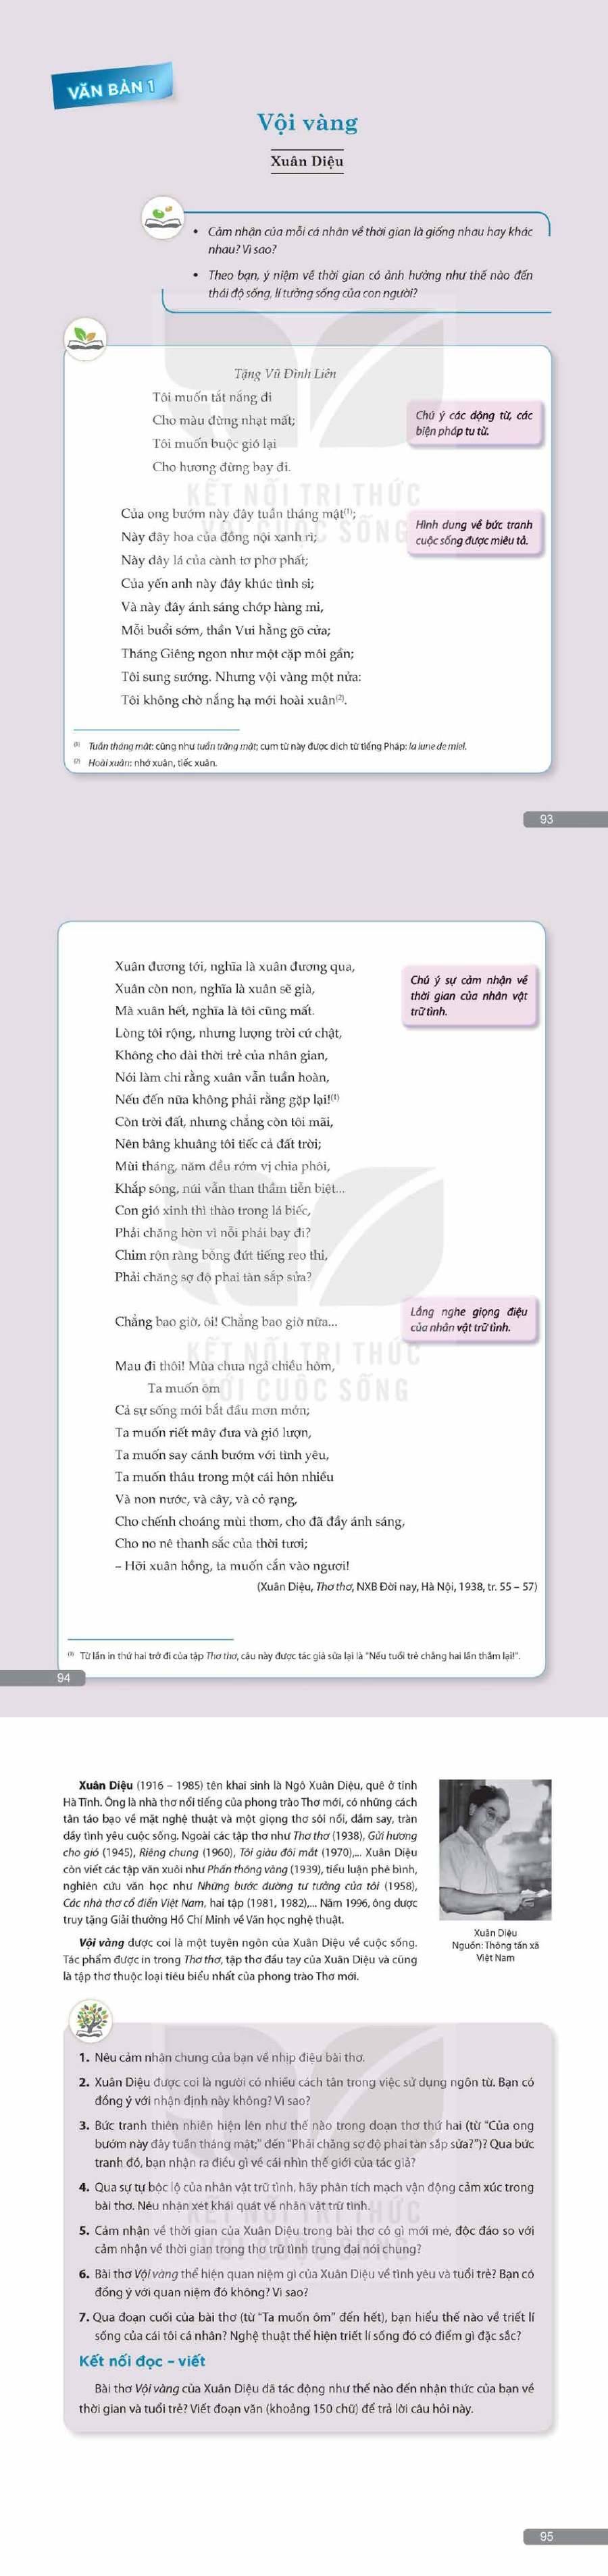 VĂN BẢN 1
Vội vàng
Xuân Diệu
• Cảm nhận của mỗi cá nhân về thời gian là giống nhau hay khác
nhau? Vì sao?
• Theo bạn, ý niệm về thời gian có ảnh hưởng như thế nào đến
thái độ sống, lí tưởng sống của con người?
Tặng Vũ Đình Liên
Tôi muốn tắt nắng đi
Cho màu đừng nhạt mất;
Tôi muốn buộc gió lại
Cho hương đừng bay đi.
Chú ý các động từ, các
biện pháp tu từ.
KẾT NỐI TRI THỨC
VỚI CUỘC SỐNG
Của ong bướm này đây tuần tháng mật(1);
Này đây hoa của đồng nội xanh rì;
Này đây lá của cành tơ phơ phất;
Của yến anh này đây khúc tình si;
Và này đây ánh sáng chớp hàng mi,
Mỗi buổi sớm, thần Vui hằng gõ cửa;
Tháng Giêng ngon như một cặp môi gần;
Tôi sung sướng. Nhưng vội vàng một nửa:
Tôi không chờ nắng hạ mới hoài xuân(2).
Hình dung về bức tranh
cuộc sống được miêu tả.
(1) Tuần tháng mật: cũng như tuần trăng mật; cụm từ này được dịch từ tiếng Pháp: la lune de miel.
(2) Hoài xuân: nhớ xuân, tiếc xuân.
93
Xuân đương tới, nghĩa là xuân đương qua,
Xuân còn non, nghĩa là xuân sẽ già,
Mà xuân hết, nghĩa là tôi cũng mất.
Lòng tôi rộng, nhưng lượng trời cứ chật,
Không cho dài thời trẻ của nhân gian,
Nói làm chi rằng xuân vẫn tuần hoàn,
Nếu đến nữa không phải rằng gặp lại!(1)
Còn trời đất, nhưng chẳng còn tôi mãi,
Nên bâng khuâng tôi tiếc cả đất trời;
Mùi tháng, năm đều rớm vị chia phôi,
Khắp sông, núi vẫn than thầm tiễn biệt...
Con gió xinh thì thào trong lá biếc,
Phải chăng hờn vì nỗi phải bay đi?
Chim rộn ràng bỗng đứt tiếng reo thi,
Phải chăng sợ độ phai tàn sắp sửa?
Chú ý sự cảm nhận về
thời gian của nhân vật
trữ tình.
Chẳng bao giờ, ôi! Chẳng bao giờ nữa...
Lắng nghe giọng điệu
của nhân vật trữ tình.
KẾT NỐI TRI THỨC
VỚI CUỘC SỐNG
Mau đi thôi! Mùa chưa ngả chiều hôm,
Ta muốn ôm
Cả sự sống mới bắt đầu mơn mởn;
Ta muốn riết mây đưa và gió lượn,
Ta muốn say cánh bướm với tình yêu,
Ta muốn thâu trong một cái hôn nhiều
Và non nước, và cây, và cỏ rạng,
Cho chếnh choáng mùi thơm, cho đã đầy ánh sáng,
Cho no nê thanh sắc của thời tươi;
– Hỡi xuân hồng, ta muốn cắn vào ngươi!
(Xuân Diệu, Thơ thơ, NXB Đời nay, Hà Nội, 1938, tr. 55 – 57)
(1) Từ lần in thứ hai trở đi của tập Thơ thơ, câu này được tác giả sửa lại là "Nếu tuổi trẻ chẳng hai lần thắm lại!".
94
Xuân Diệu (1916 – 1985) tên khai sinh là Ngô Xuân Diệu, quê ở tỉnh
Hà Tĩnh. Ông là nhà thơ nổi tiếng của phong trào Thơ mới, có những cách
tân táo bạo về mặt nghệ thuật và một giọng thơ sôi nổi, đắm say, tràn
đầy tình yêu cuộc sống. Ngoài các tập thơ như Thơ thơ (1938), Gửi hương
cho gió (1945), Riêng chung (1960), Tôi giàu đôi mắt (1970),... Xuân Diệu
còn viết các tập văn xuôi như Phấn thông vàng (1939), tiểu luận phê bình,
nghiên cứu văn học như Những bước đường tư tưởng của tôi (1958),
Các nhà thơ cổ điển Việt Nam, hai tập (1981, 1982),... Năm 1996, ông được
truy tặng Giải thưởng Hồ Chí Minh về Văn học nghệ thuật.
Vội vàng được coi là một tuyên ngôn của Xuân Diệu về cuộc sống.
Tác phẩm được in trong Thơ thơ, tập thơ đầu tay của Xuân Diệu và cũng
là tập thơ thuộc loại tiêu biểu nhất của phong trào Thơ mới.
Xuân Diệu
Nguồn: Thông tấn xã
Việt Nam
1. Nêu cảm nhận chung của bạn về nhịp điệu bài thơ.
2. Xuân Diệu được coi là người có nhiều cách tân trong việc sử dụng ngôn từ. Bạn có
đồng ý với nhận định này không? Vì sao?
3. Bức tranh thiên nhiên hiện lên như thế nào trong đoạn thơ thứ hai (từ "Của ong
bướm này đây tuần tháng mật;" đến "Phải chăng sợ độ phai tàn sắp sửa?")? Qua bức
tranh đó, bạn nhận ra điều gì về cái nhìn thế giới của tác giả?
4. Qua sự tự bộc lộ của nhân vật trữ tình, hãy phân tích mạch vận động cảm xúc trong
bài thơ. Nêu nhận xét khái quát về nhân vật trữ tình.
KẾT NỐI TRI THỨC
VỚI CUỘC SỐNG
5. Cảm nhận về thời gian của Xuân Diệu trong bài thơ có gì mới mẻ, độc đáo so với
cảm nhận về thời gian trong thơ trữ tình trung đại nói chung?
6. Bài thơ Vội vàng thể hiện quan niệm gì của Xuân Diệu về tình yêu và tuổi trẻ? Bạn có
đồng ý với quan niệm đó không? Vì sao?
7. Qua đoạn cuối của bài thơ (từ "Ta muốn ôm" đến hết), bạn hiểu thế nào về triết lí
sống của cái tôi cá nhân? Nghệ thuật thể hiện triết lí sống đó có điểm gì đặc sắc?
Kết nối đọc – viết
Bài thơ Vội vàng của Xuân Diệu đã tác động như thế nào đến nhận thức của bạn về
thời gian và tuổi trẻ? Viết đoạn văn (khoảng 150 chữ) để trả lời câu hỏi này.
95